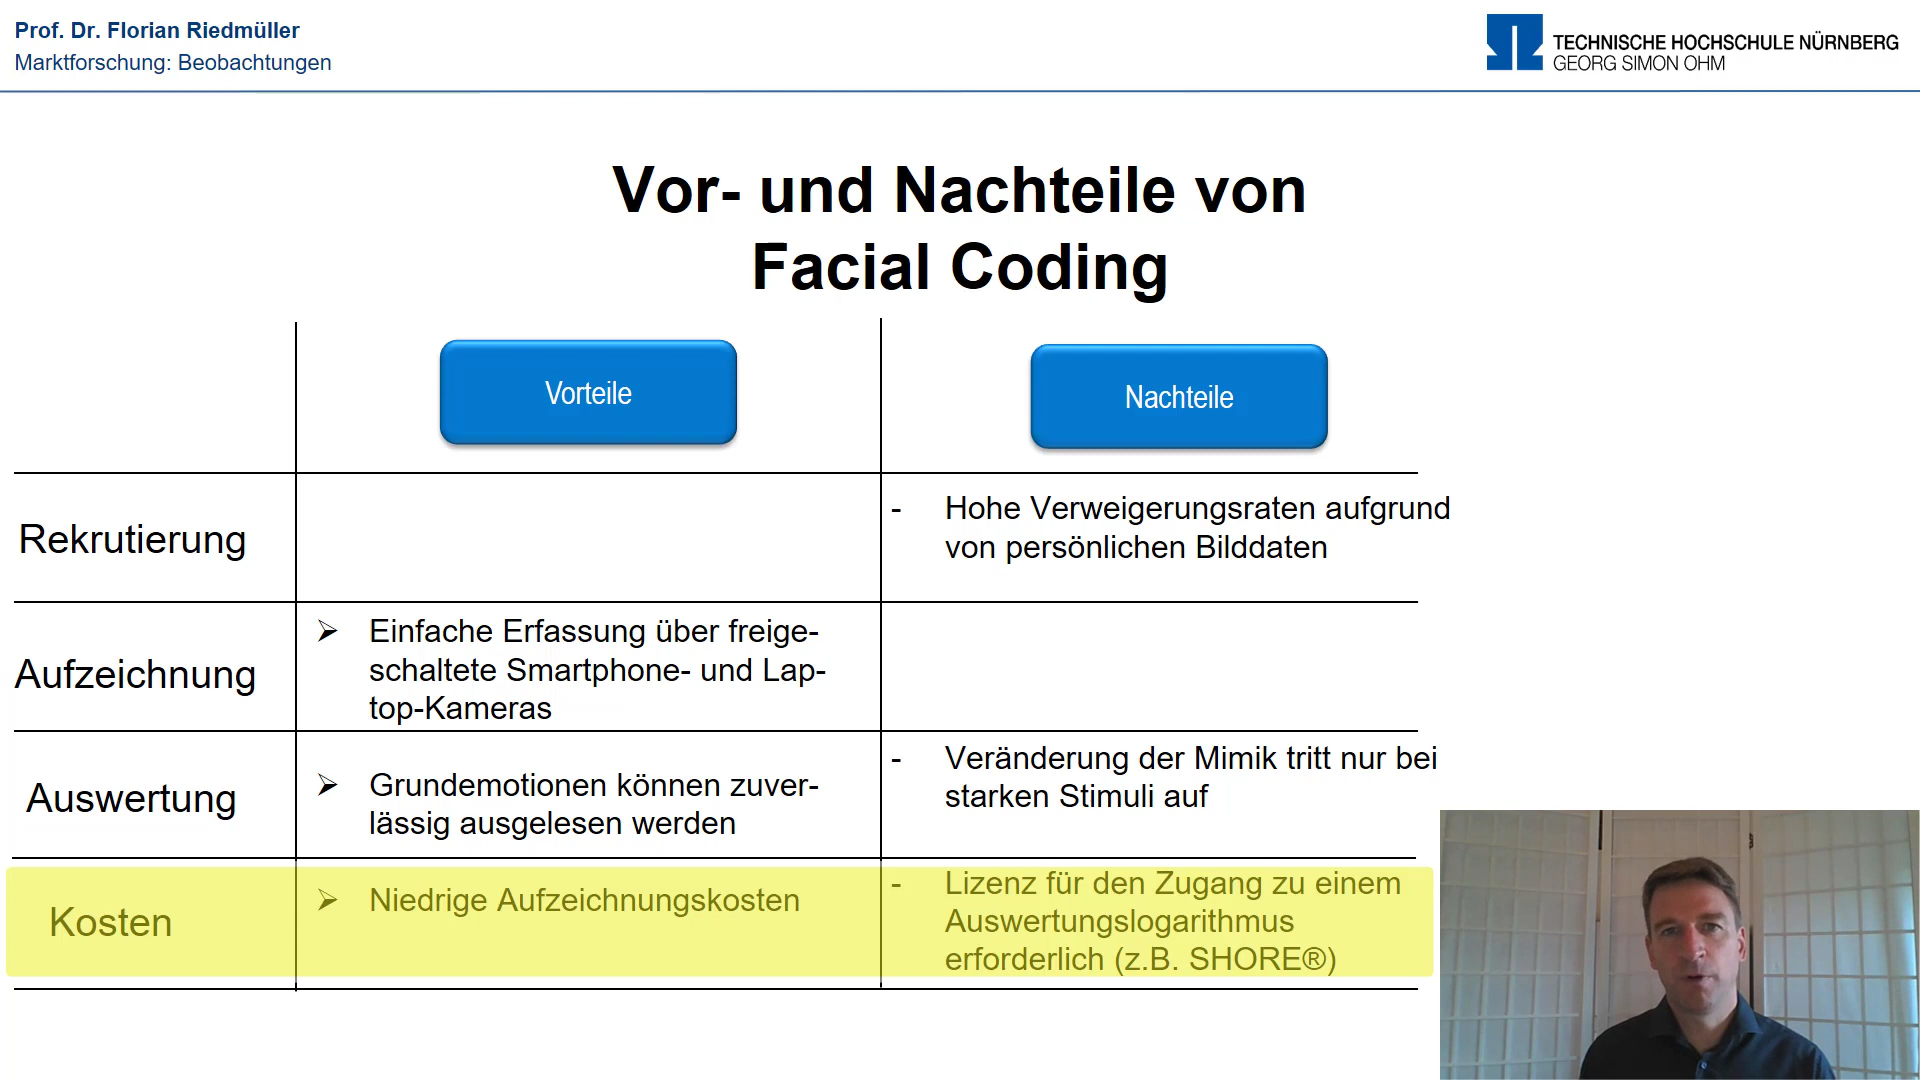 Prof. Dr. Florian Riedmüller
Marktforschung: Beobachtungen
TECHNISCHE HOCHSCHULE NÜRNBERG
GEORG SIMON OHM
Vor- und Nachteile von
Facial Coding
Vorteile
Nachteile
Rekrutierung
- Hohe Verweigerungsraten aufgrund
von persönlichen Bilddaten
Aufzeichnung
➢ Einfache Erfassung über freige-
schaltete Smartphone- und Lap-
top-Kameras
Auswertung
➢ Grundemotionen können zuver-
lässig ausgelesen werden
- Veränderung der Mimik tritt nur bei
starken Stimuli auf
Kosten
➢ Niedrige Aufzeichnungskosten
- Lizenz für den Zugang zu einem
Auswertungslogarithmus
erforderlich (z.B. SHORE®)